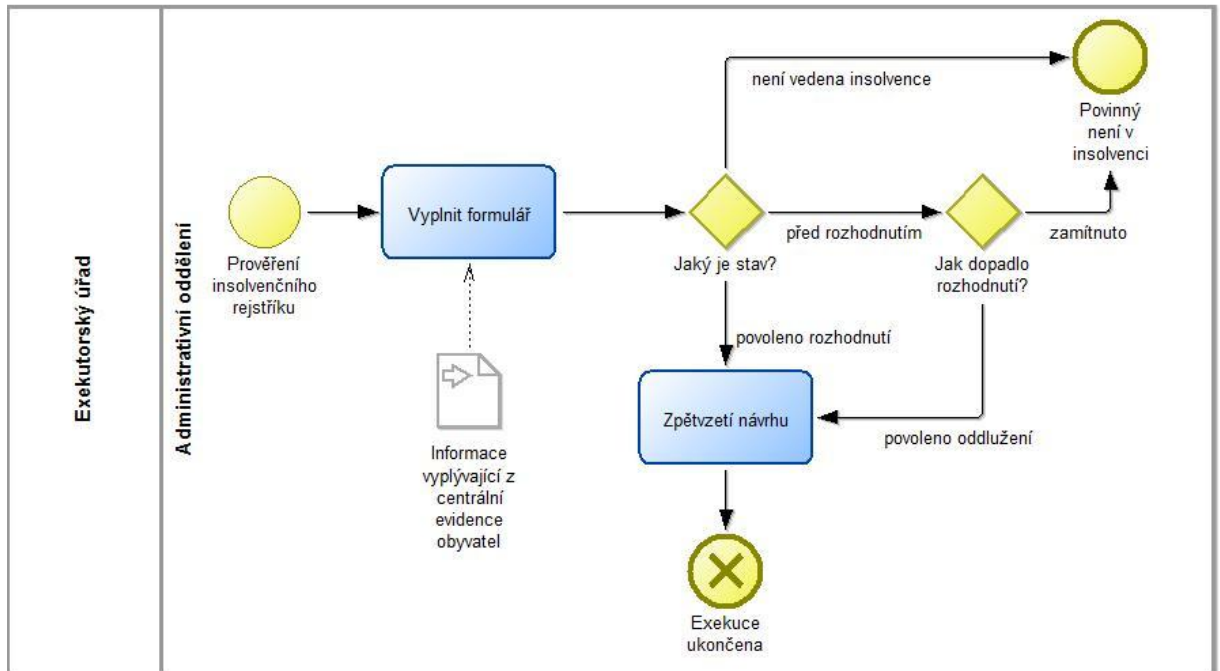 Exekutorský úřad
Administrativní oddělení
Prověření
insolvenčního
rejstříku
Vyplnit formulář
Informace
vyplývající z
centrální
evidence
obyvatel
Jaký je stav?
není vedena insolvence
před rozhodnutím
povoleno rozhodnutí
Jak dopadlo
rozhodnutí?
zamítnuto
povoleno oddlužení
Povinný
není v
insolvenci
Zpětvzetí návrhu
Exekuce
ukončena